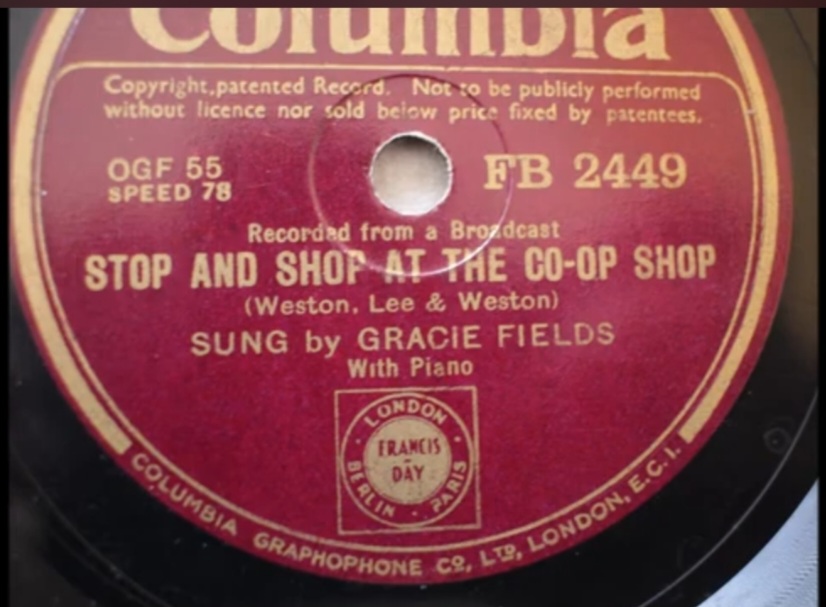 Columbia
Copyright,patented Record. Not to be publicly performed
without licence nor sold below price fixed by patentees.
OGF 55 FB 2449
SPEED 78
Recorded from a Broadcast
STOP AND SHOP AT THE CO-OP SHOP
(Weston, Lee & Weston)
SUNG by GRACIE FIELDS
With Piano
LONDON
FRANCIS
DAY
BERLIN · PARIS
COLUMBIA GRAPHOPHONE CO., LTD, LONDON, E.C.I.